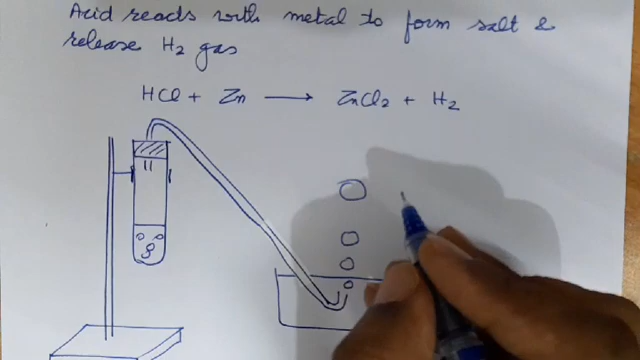 Acid reacts with metal to form salt &
release H2 gas
HCl + Zn ⟶ ZnCl2 + H2